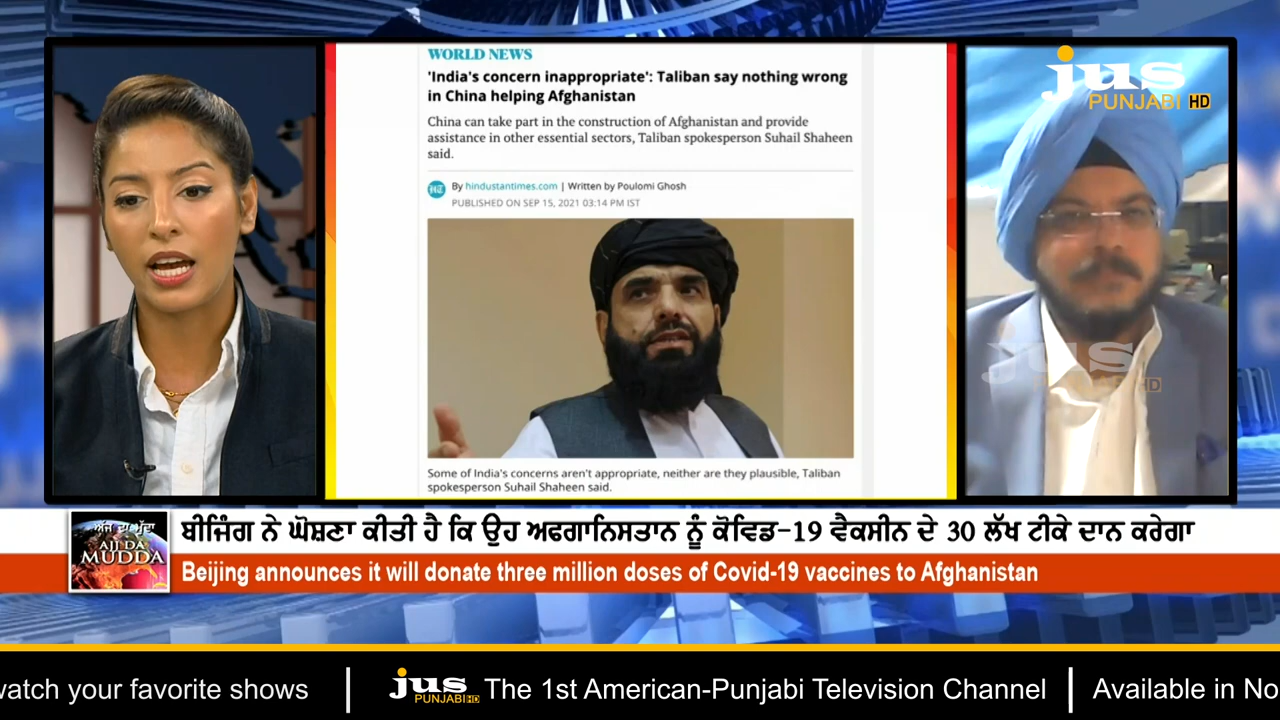 jus
PUNJABI HD
WORLD NEWS
'India's concern inappropriate': Taliban say nothing wrong
in China helping Afghanistan
China can take part in the construction of Afghanistan and provide
assistance in other essential sectors, Taliban spokesperson Suhail Shaheen
said.
HT
By hindustantimes.com | Written by Poulomi Ghosh
PUBLISHED ON SEP 15, 2021 03:14 PM IST
jus
HD
Some of India's concerns aren't appropriate, neither are they plausible, Taliban
spokesperson Suhail Shaheen said.
ਅੱਜ ਦਾ ਮੁੱਦਾ
AJJ DA
MUDDA
ਬੀਜਿੰਗ ਨੇ ਘੋਸ਼ਣਾ ਕੀਤੀ ਹੈ ਕਿ ਉਹ ਅਫਗਾਨਿਸਤਾਨ ਨੂੰ ਕੋਵਿਡ-19 ਵੈਕਸੀਨ ਦੇ 30 ਲੱਖ ਟੀਕੇ ਦਾਨ ਕਰੇਗਾ
Beijing announces it will donate three million doses of Covid-19 vaccines to Afghanistan
watch your favorite shows | jus PUNJABI HD The 1st American-Punjabi Television Channel | Available in No